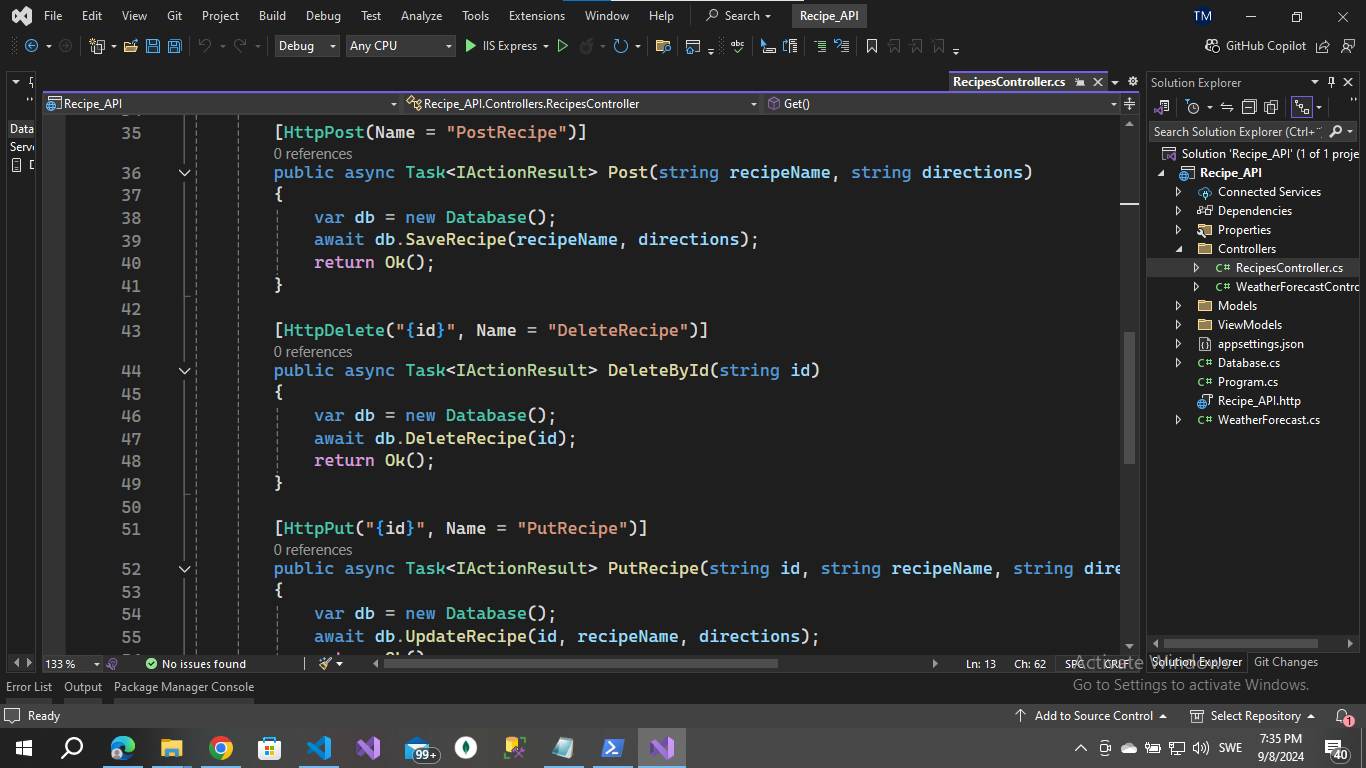 File Edit View Git Project Build Debug Test Analyze Tools Extensions Window Help Search Recipe_API TM
Debug Any CPU IIS Express GitHub Copilot
RecipesController.cs Solution Explorer
Recipe_API Recipe_API.Controllers.RecipesController Get()
Data
Serv
Search Solution Explorer (Ctrl+
Solution 'Recipe_API' (1 of 1 proje
Recipe_API
Connected Services
Dependencies
Properties
Controllers
RecipesController.cs
WeatherForecastContro
Models
ViewModels
appsettings.json
Database.cs
Program.cs
Recipe_API.http
WeatherForecast.cs
35 [HttpPost(Name = "PostRecipe")]
0 references
36 public async Task<IActionResult> Post(string recipeName, string directions)
37 {
38 var db = new Database();
39 await db.SaveRecipe(recipeName, directions);
40 return Ok();
41 }
42
43 [HttpDelete("{id}", Name = "DeleteRecipe")]
0 references
44 public async Task<IActionResult> DeleteById(string id)
45 {
46 var db = new Database();
47 await db.DeleteRecipe(id);
48 return Ok();
49 }
50
51 [HttpPut("{id}", Name = "PutRecipe")]
0 references
52 public async Task<IActionResult> PutRecipe(string id, string recipeName, string dire
53 {
54 var db = new Database();
55 await db.UpdateRecipe(id, recipeName, directions);
133 % No issues found Ln: 13 Ch: 62 SPC CRLF
Solution Explorer Git Changes
Activate Windows
Go to Settings to activate Windows.
Error List Output Package Manager Console
Ready Add to Source Control Select Repository 1
99+ SWE 7:35 PM
9/8/2024 40